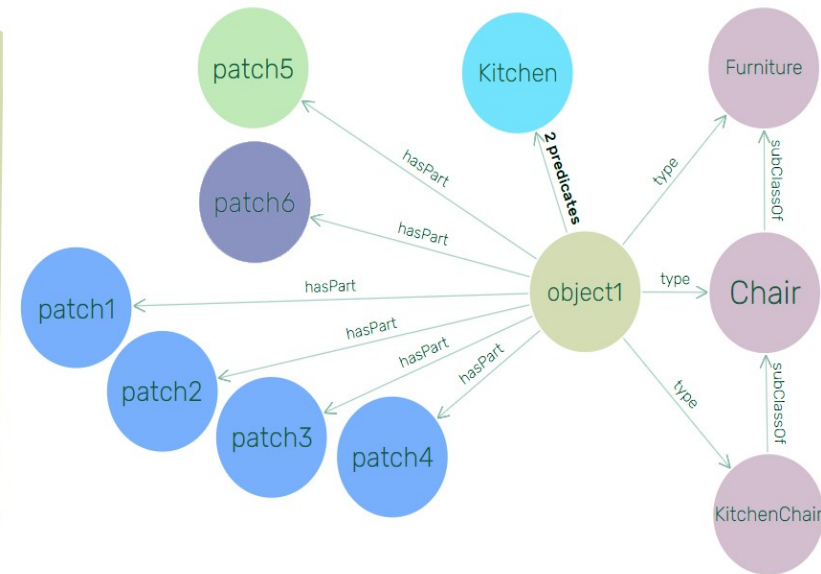 patch5
Kitchen
Furniture
hasPart
2 predicates
type
subClassOf
patch6
hasPart
patch1
hasPart
object1
type
Chair
patch2
hasPart
hasPart
hasPart
type
subClassOf
patch3
patch4
KitchenChair